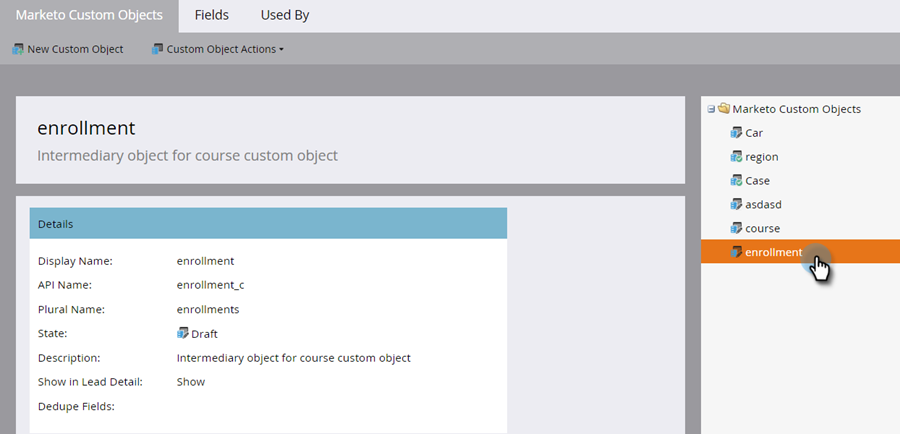 Marketo Custom Objects Fields Used By
New Custom Object Custom Object Actions
enrollment
Intermediary object for course custom object
Details
Display Name: enrollment
API Name: enrollment_c
Plural Name: enrollments
State: Draft
Description: Intermediary object for course custom object
Show in Lead Detail: Show
Dedupe Fields:
Marketo Custom Objects
Car
region
Case
asdasd
course
enrollment